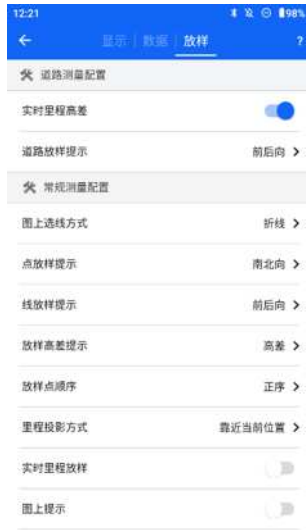 12:21 98%
显示 数据 放样 ?
道路测量配置
实时里程高差
道路放样提示 前后向
常规测量配置
图上选线方式 折线
点放样提示 南北向
线放样提示 前后向
放样高差提示 高差
放样点顺序 正序
里程投影方式 靠近当前位置
实时里程放样
图上提示